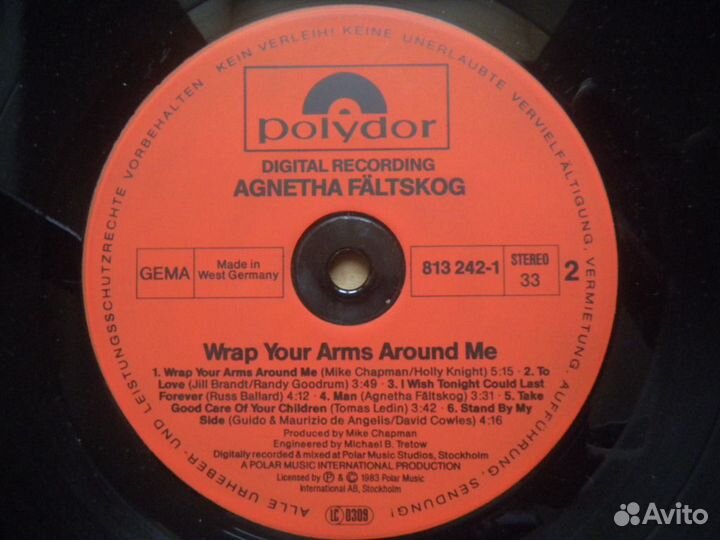 ALLE URHEBER- UND LEISTUNGSSCHUTZRECHTE VORBEHALTEN KEIN VERLEIH! KEINE UNERLAUBTE VERVIELFÄLTIGUNG, VERMIETUNG, AUFFÜHRUNG, SENDUNG!
polydor
DIGITAL RECORDING
AGNETHA FÄLTSKOG
GEMA
Made in
West Germany
813 242-1
STEREO
33
2
Wrap Your Arms Around Me
1. Wrap Your Arms Around Me (Mike Chapman/Holly Knight) 5:15 - 2. To
Love (Jill Brandt/Randy Goodrum) 3:49 - 3. I Wish Tonight Could Last
Forever (Russ Ballard) 4:12 - 4. Man (Agnetha Fältskog) 3:31 - 5. Take
Good Care Of Your Children (Tomas Ledin) 3:42 - 6. Stand By My
Side (Guido & Maurizio de Angelis/David Cowles) 4:16
Produced by Mike Chapman
Engineered by Michael B. Tretow
Digitally recorded & mixed at Polar Music Studios, Stockholm
A POLAR MUSIC INTERNATIONAL PRODUCTION
Licensed by Ⓟ & © 1983 Polar Music
International AB, Stockholm
LC 0309
Avito